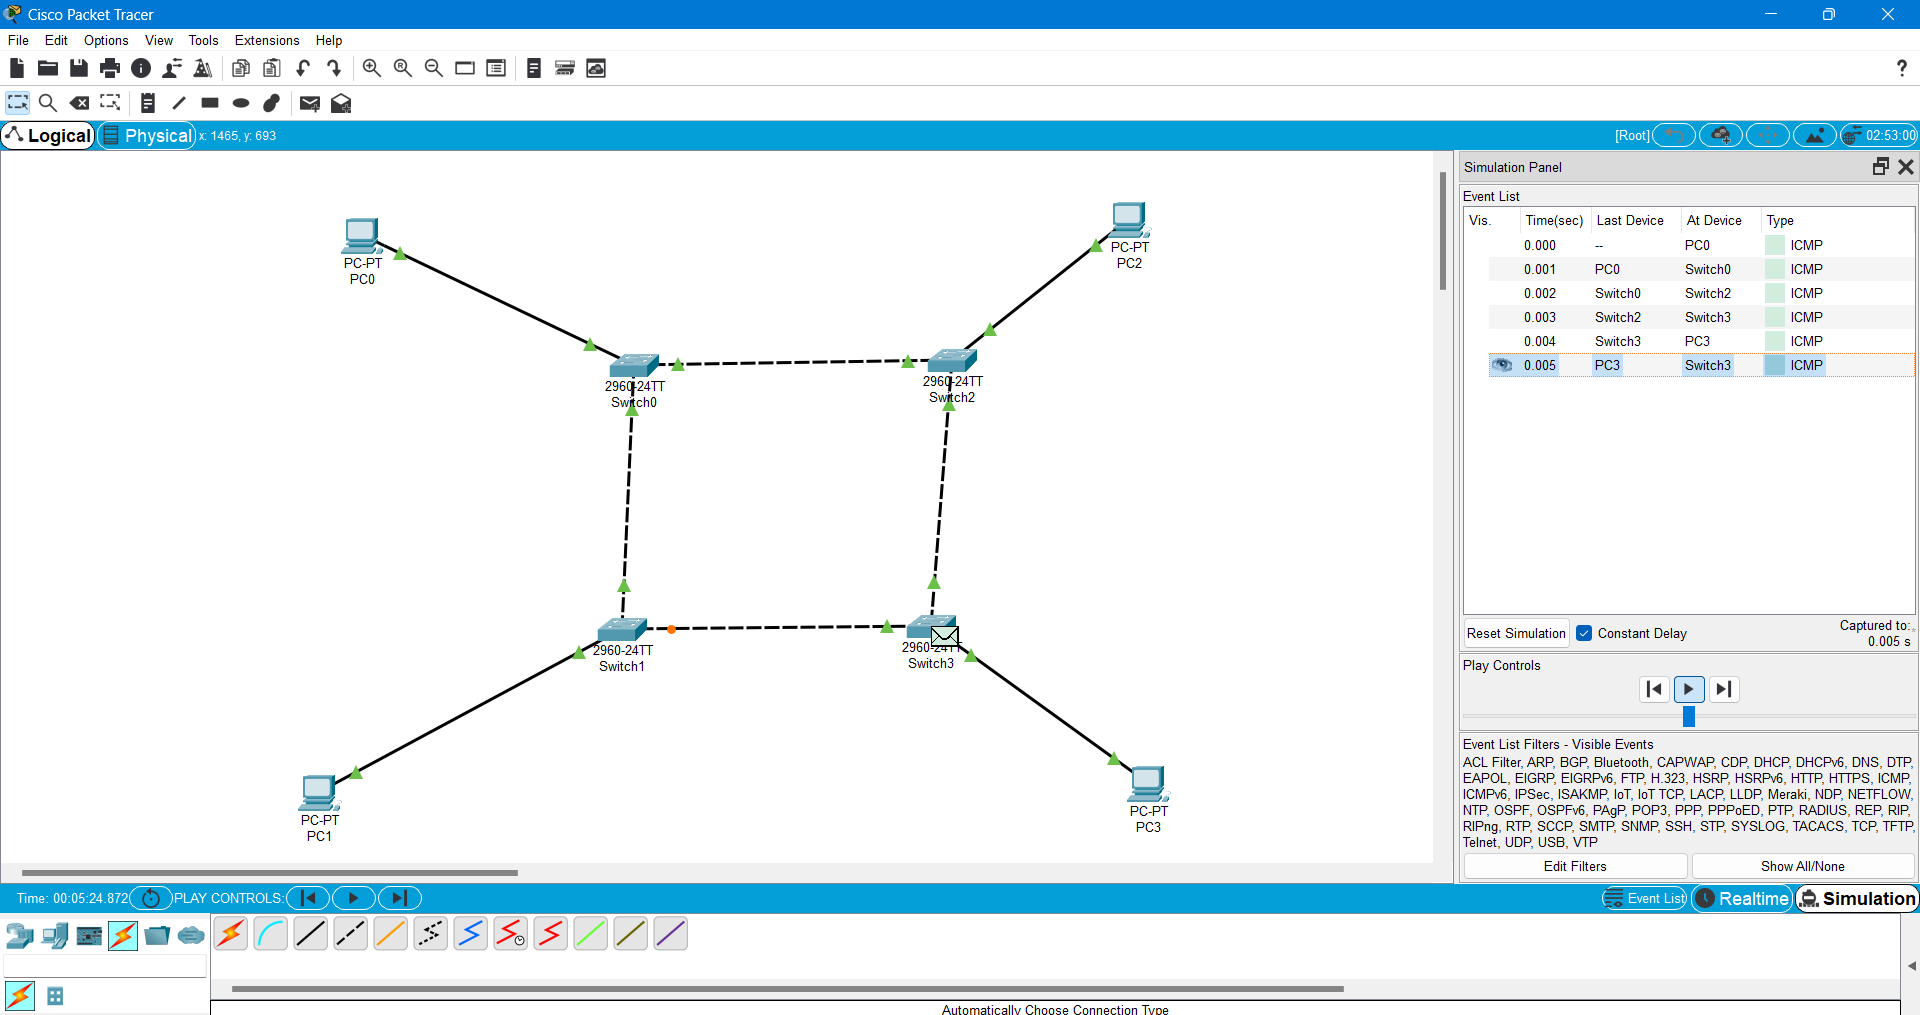 Cisco Packet Tracer
File Edit Options View Tools Extensions Help
?
Logical Physical x: 1465, y: 693 [Root] 02:53:00
Simulation Panel
Event List
Vis. Time(sec) Last Device At Device Type
0.000 -- PC0 ICMP
0.001 PC0 Switch0 ICMP
0.002 Switch0 Switch2 ICMP
0.003 Switch2 Switch3 ICMP
0.004 Switch3 PC3 ICMP
0.005 PC3 Switch3 ICMP
PC-PT
PC0
PC-PT
PC2
2960-24TT
Switch0
2960-24TT
Switch2
2960-24TT
Switch1
2960-24TT
Switch3
PC-PT
PC1
PC-PT
PC3
Reset Simulation Constant Delay Captured to:
0.005 s
Play Controls
Event List Filters - Visible Events
ACL Filter, ARP, BGP, Bluetooth, CAPWAP, CDP, DHCP, DHCPv6, DNS, DTP,
EAPOL, EIGRP, EIGRPv6, FTP, H.323, HSRP, HSRPv6, HTTP, HTTPS, ICMP,
ICMPv6, IPSec, ISAKMP, IoT, IoT TCP, LACP, LLDP, Meraki, NDP, NETFLOW,
NTP, OSPF, OSPFv6, PAgP, POP3, PPP, PPPoED, PTP, RADIUS, REP, RIP,
RIPng, RTP, SCCP, SMTP, SNMP, SSH, STP, SYSLOG, TACACS, TCP, TFTP,
Telnet, UDP, USB, VTP
Edit Filters Show All/None
Time: 00:05:24.872 PLAY CONTROLS: Event List Realtime Simulation
Automatically Choose Connection Type